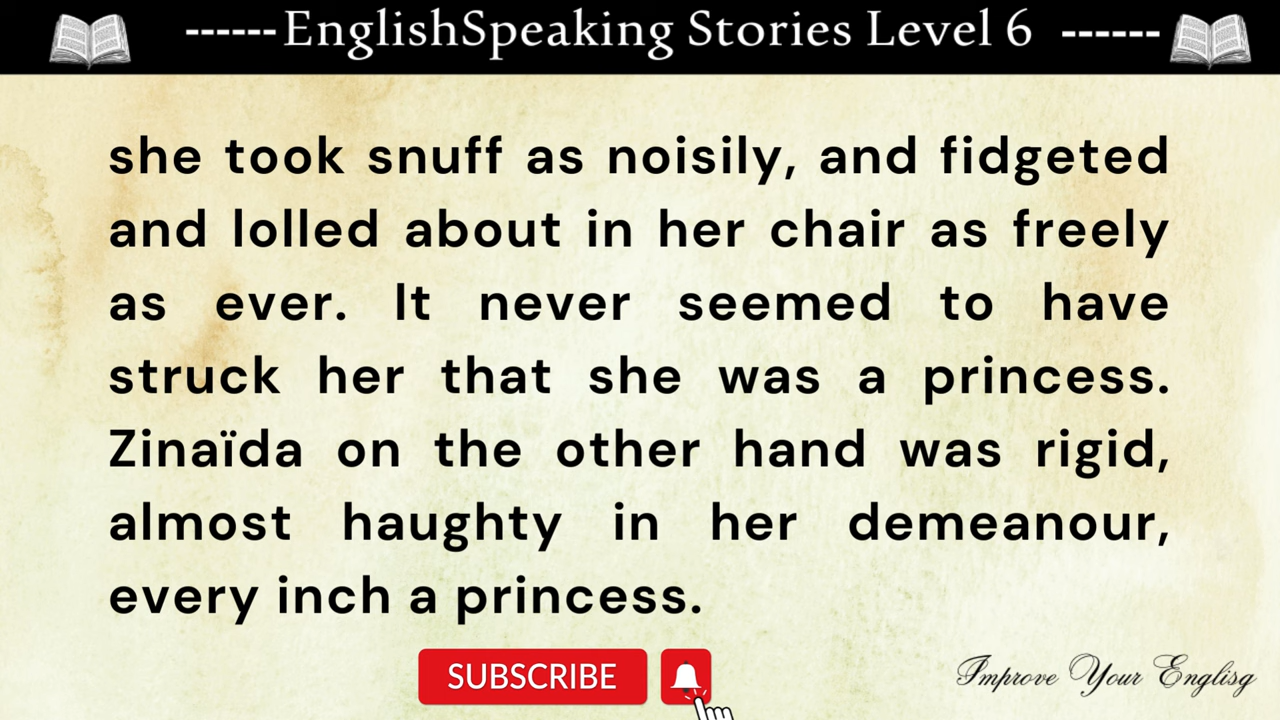 ------EnglishSpeaking Stories Level 6 ------
she took snuff as noisily, and fidgeted
and lolled about in her chair as freely
as ever. It never seemed to have
struck her that she was a princess.
Zinaïda on the other hand was rigid,
almost haughty in her demeanour,
every inch a princess.
SUBSCRIBE
Improve Your Englisg